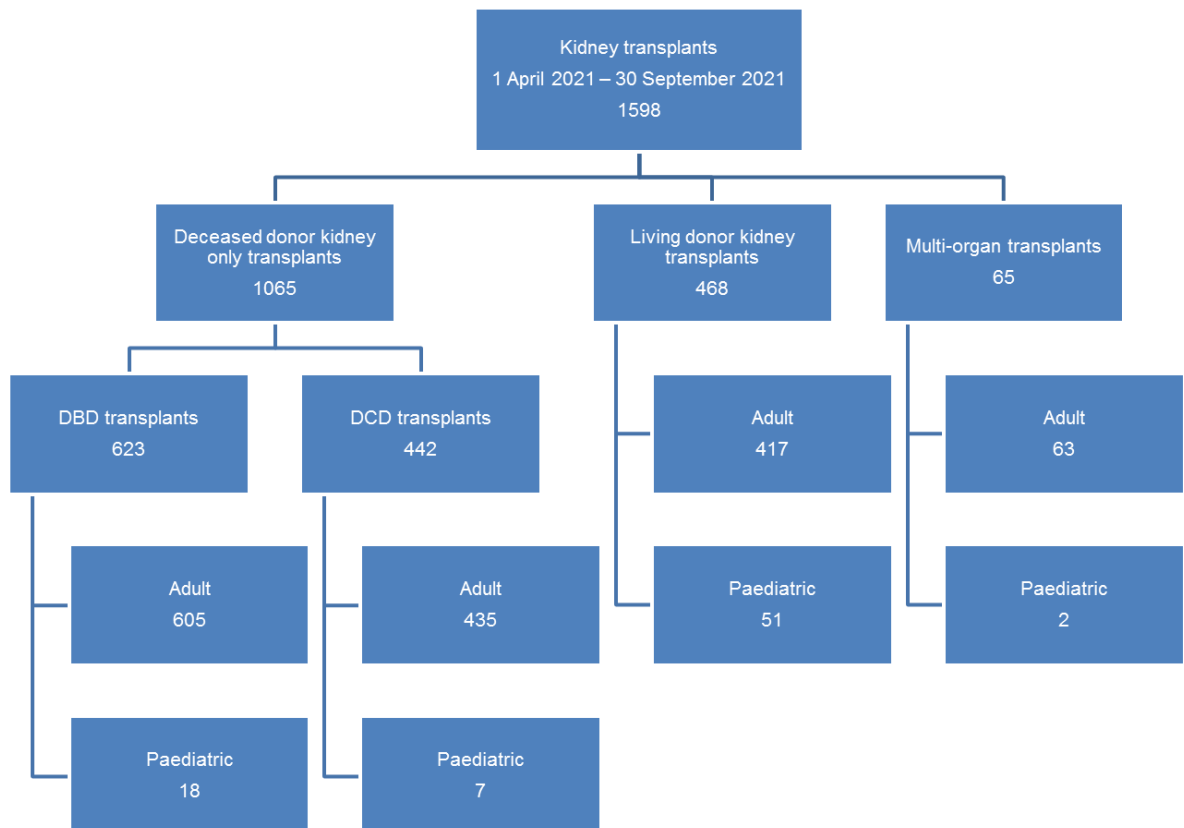 Kidney transplants
1 April 2021 – 30 September 2021
1598
Deceased donor kidney
only transplants
1065
Living donor kidney
transplants
468
Multi-organ transplants
65
DBD transplants
623
DCD transplants
442
Adult
417
Adult
63
Adult
605
Adult
435
Paediatric
51
Paediatric
2
Paediatric
18
Paediatric
7